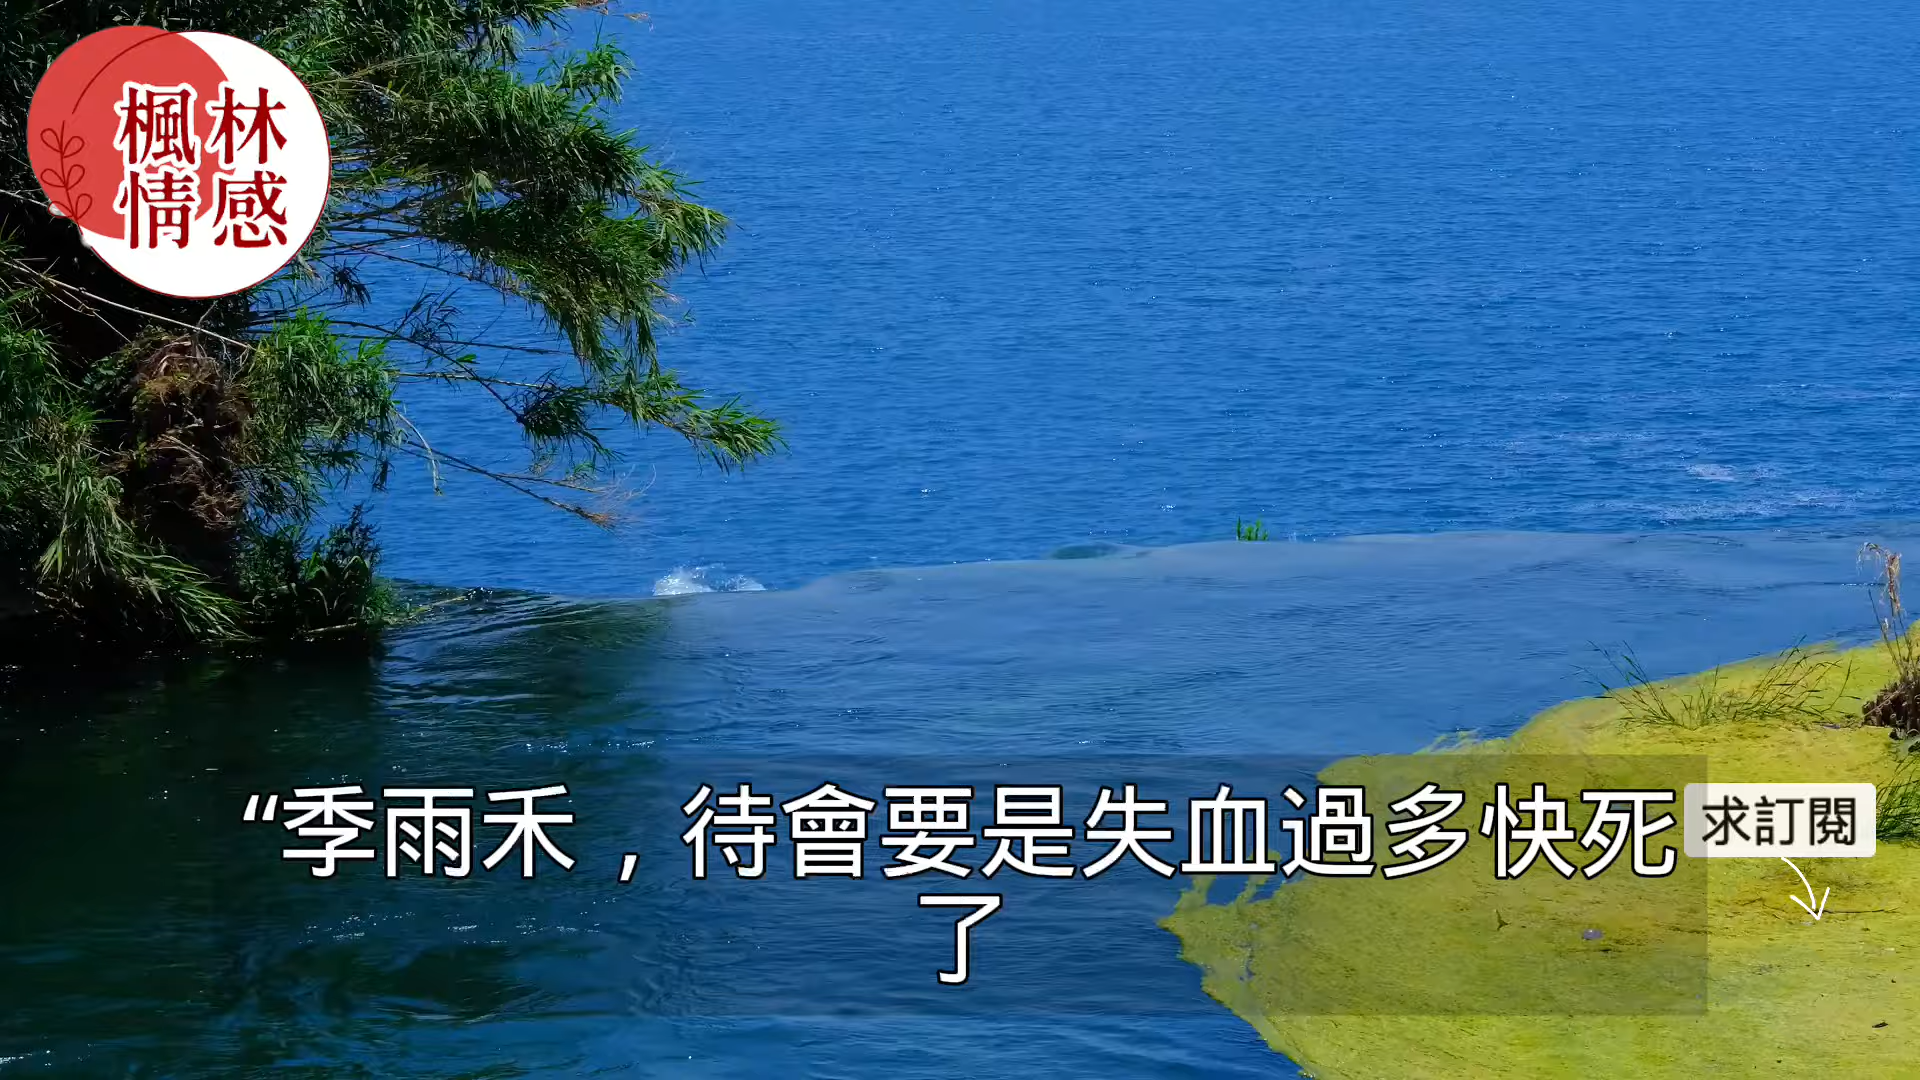 楓林
情感
“季雨禾，待會要是失血過多快死
了
求訂閱